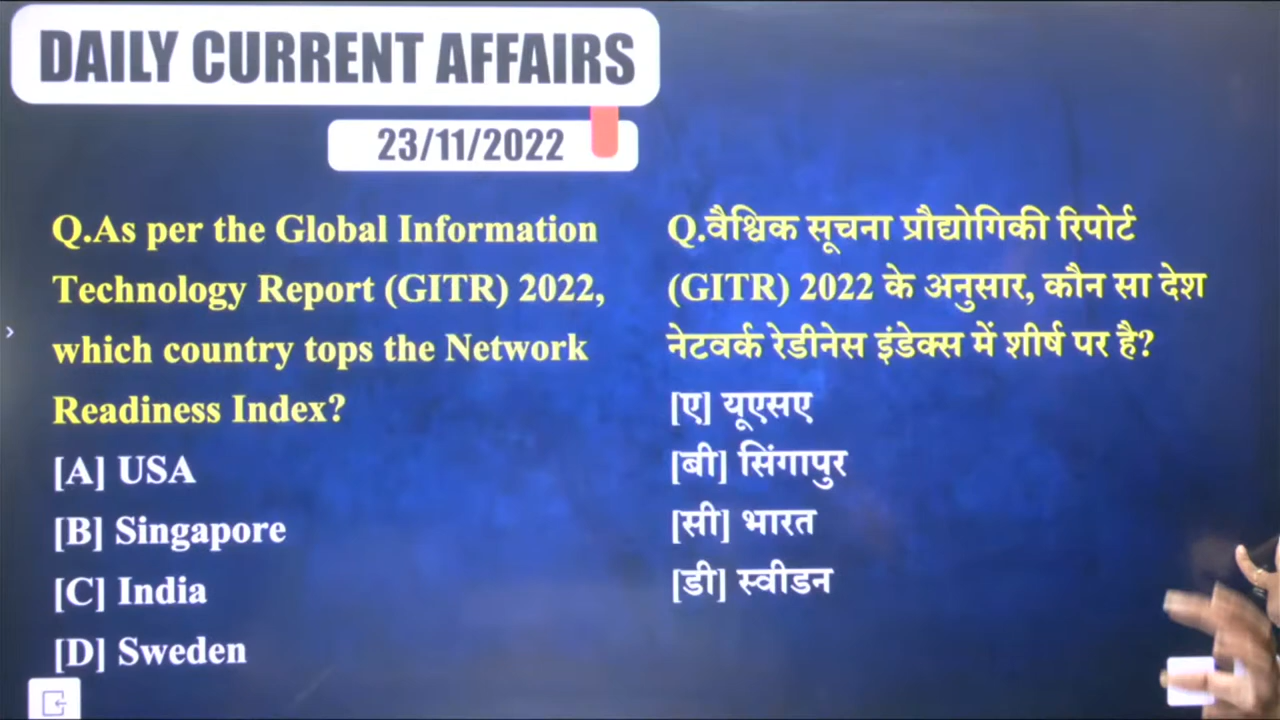 DAILY CURRENT AFFAIRS
23/11/2022
Q.As per the Global Information
Technology Report (GITR) 2022,
which country tops the Network
Readiness Index?
[A] USA
[B] Singapore
[C] India
[D] Sweden
Q.वैश्विक सूचना प्रौद्योगिकी रिपोर्ट
(GITR) 2022 के अनुसार, कौन सा देश
नेटवर्क रेडीनेस इंडेक्स में शीर्ष पर है?
[ए] यूएसए
[बी] सिंगापुर
[सी] भारत
[डी] स्वीडन